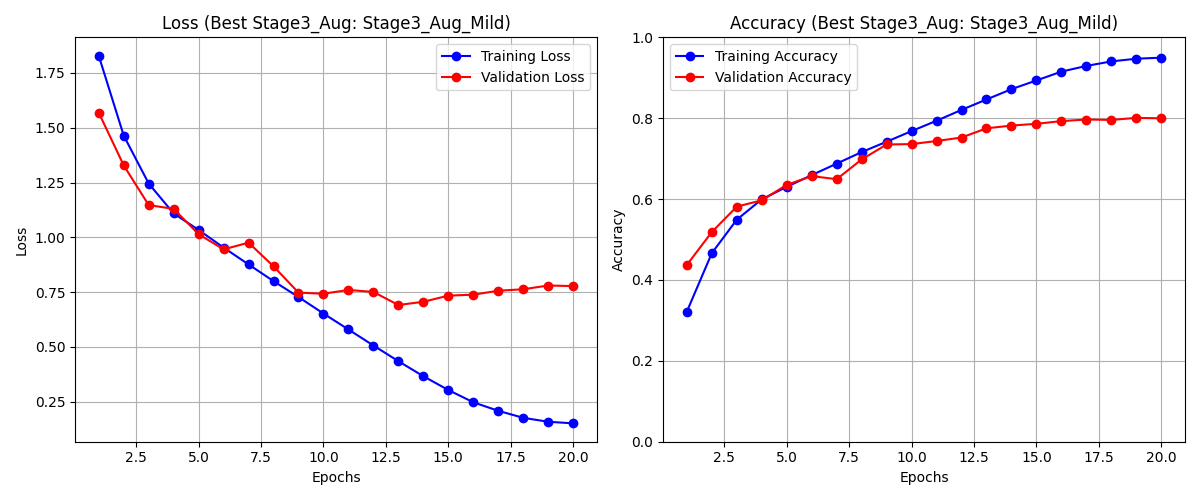 Loss (Best Stage3_Aug: Stage3_Aug_Mild)
Training Loss
Validation Loss
1.75
1.50
1.25
1.00
0.75
0.50
0.25
Loss
2.5 5.0 7.5 10.0 12.5 15.0 17.5 20.0
Epochs
Accuracy (Best Stage3_Aug: Stage3_Aug_Mild)
Training Accuracy
Validation Accuracy
1.0
0.8
0.6
0.4
0.2
0.0
Accuracy
2.5 5.0 7.5 10.0 12.5 15.0 17.5 20.0
Epochs